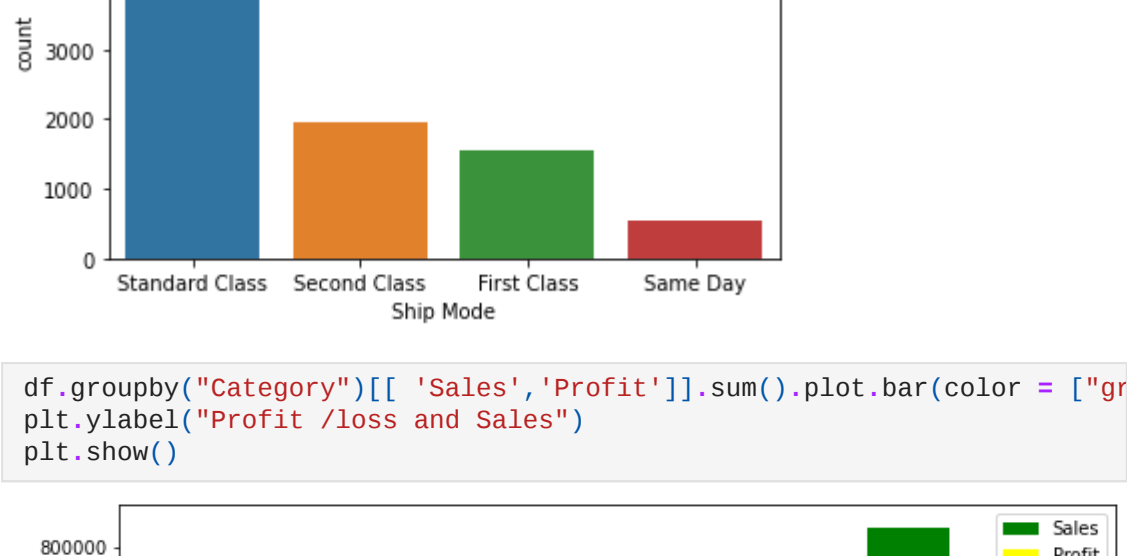 count
3000
2000
1000
0
Standard Class Second Class First Class Same Day
Ship Mode
df.groupby("Category")[[ 'Sales','Profit']].sum().plot.bar(color = ["gr
plt.ylabel("Profit /loss and Sales")
plt.show()
Sales
800000
Profit